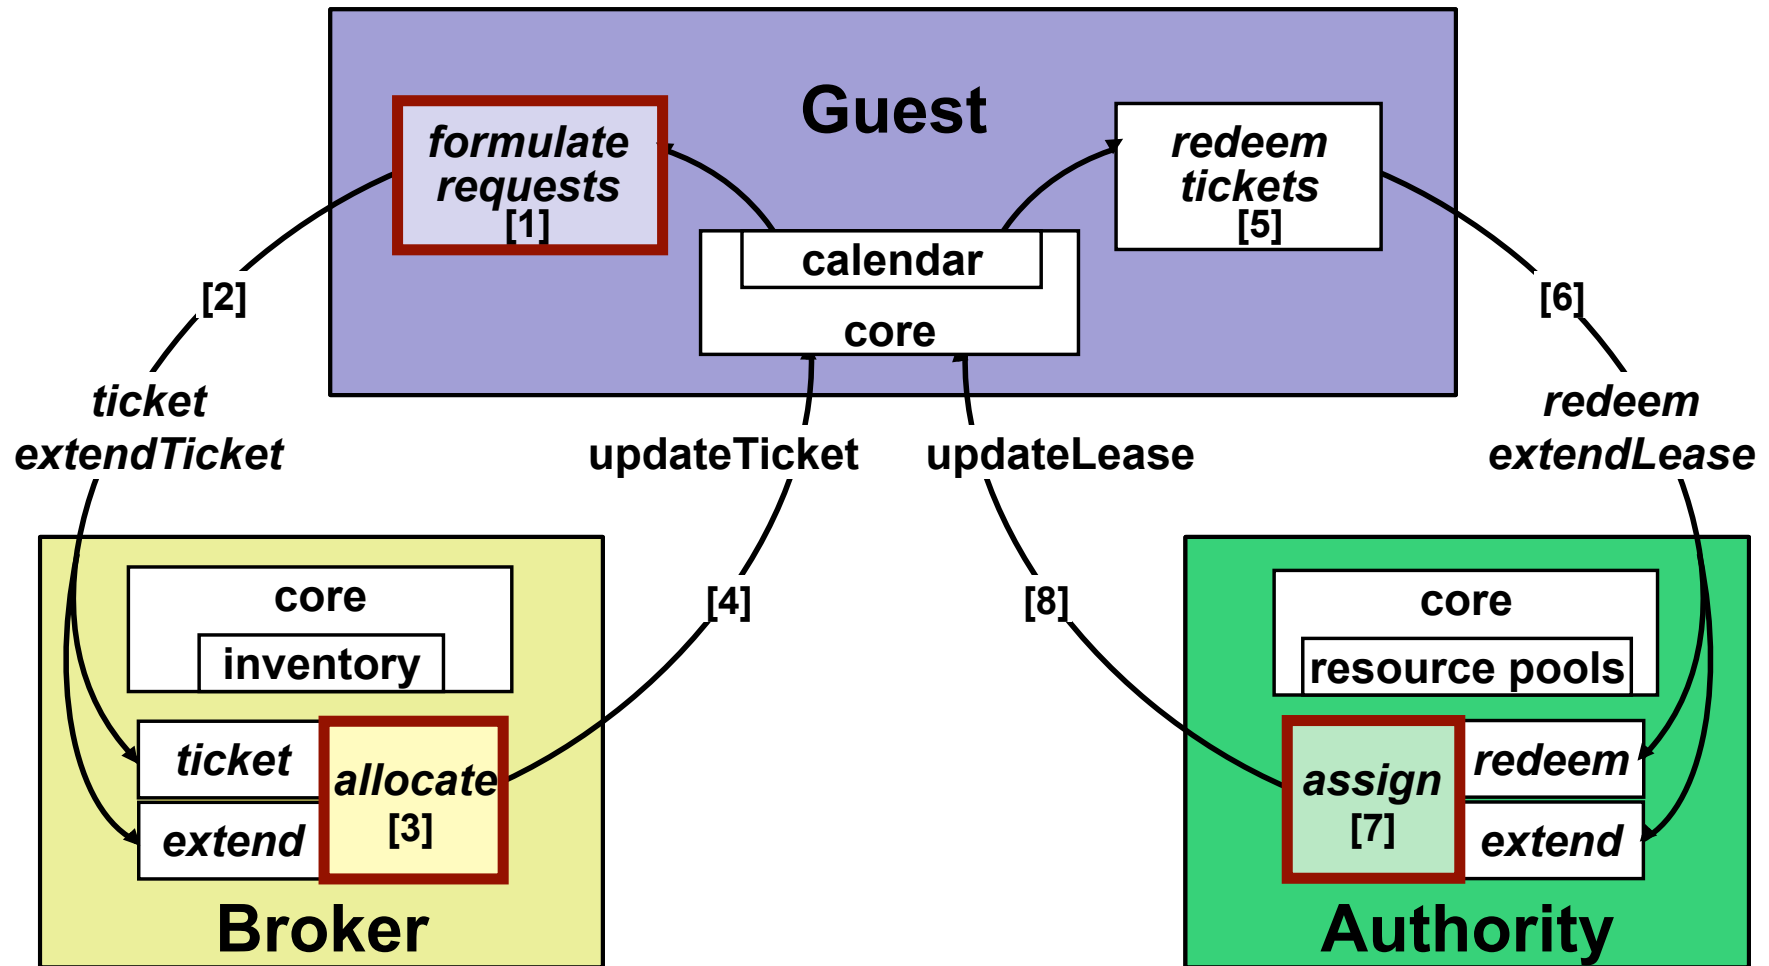 Guest
formulate
requests
[1]
redeem
tickets
[5]
calendar
core
[2]
[6]
ticket
extendTicket
updateTicket
updateLease
redeem
extendLease
[4]
[8]
core
inventory
ticket
extend
allocate
[3]
Broker
core
resource pools
assign
[7]
redeem
extend
Authority